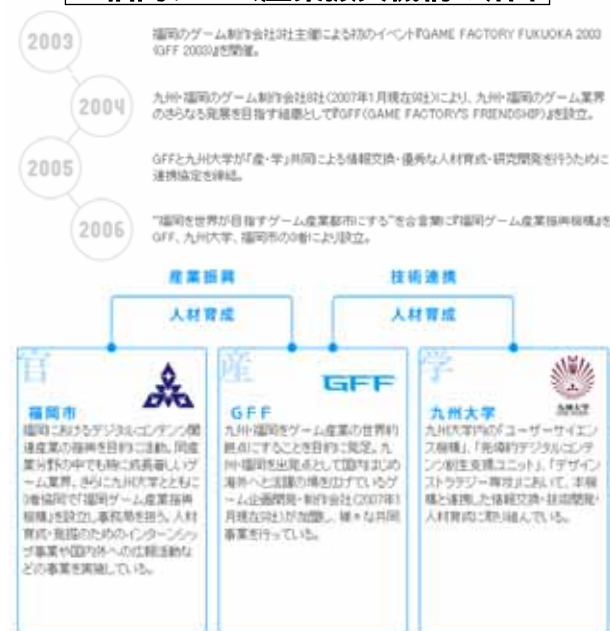 2003
福岡のゲーム制作会社3社主催による初のイベント『GAME FACTORY FUKUOKA 2003
(GFF 2003)』を開催。
2004
九州・福岡のゲーム制作会社8社(2007年1月現在9社)により、九州・福岡のゲーム業界
のさらなる発展を目指す組織として『GFF(GAME FACTORY'S FRIENDSHIP)』を設立。
2005
GFFと九州大学が「産・学」共同による情報交換・優秀な人材育成・研究開発を行うために
連携協定を締結。
2006
"福岡を世界が目指すゲーム産業都市にする"を合言葉に『福岡ゲーム産業振興機構』を
GFF、九州大学、福岡市の3者により設立。
産業振興
技術連携
人材育成
人材育成
官
福岡市
福岡におけるデジタルコンテンツ関
連産業の振興を目的に活動。同産
業分野の中でも特に成長著しいゲ
ーム業界、さらに九州大学とともに
3者協同で「福岡ゲーム産業振興
機構」を設立し事務局を担う。人材
育成・発掘のためのインターンシッ
プ事業や国内外への広報活動な
どの事業を実施している。
産
GFF
GFF
九州・福岡をゲーム産業の世界的
拠点にすることを目的に発足。九
州・福岡を出発点として国内はじめ
海外へと活躍の場を広げているゲ
ーム企画開発・制作会社(2007年1
月現在9社)が加盟し、様々な共同
事業を行っている。
学
九州大学
九州大学
九州大学内の「ユーザーサイエン
ス機構」、「先導的デジタルコンテ
ンツ創生支援ユニット」、「デザイン
ストラテジー専攻」において、本機
構と連携した情報交換・技術開発・
人材育成に取り組んでいる。